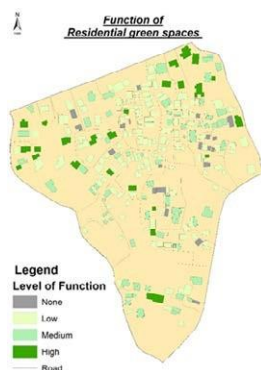 N
Function of
Residential green spaces
Legend
Level of Function
None
Low
Medium
High
Road